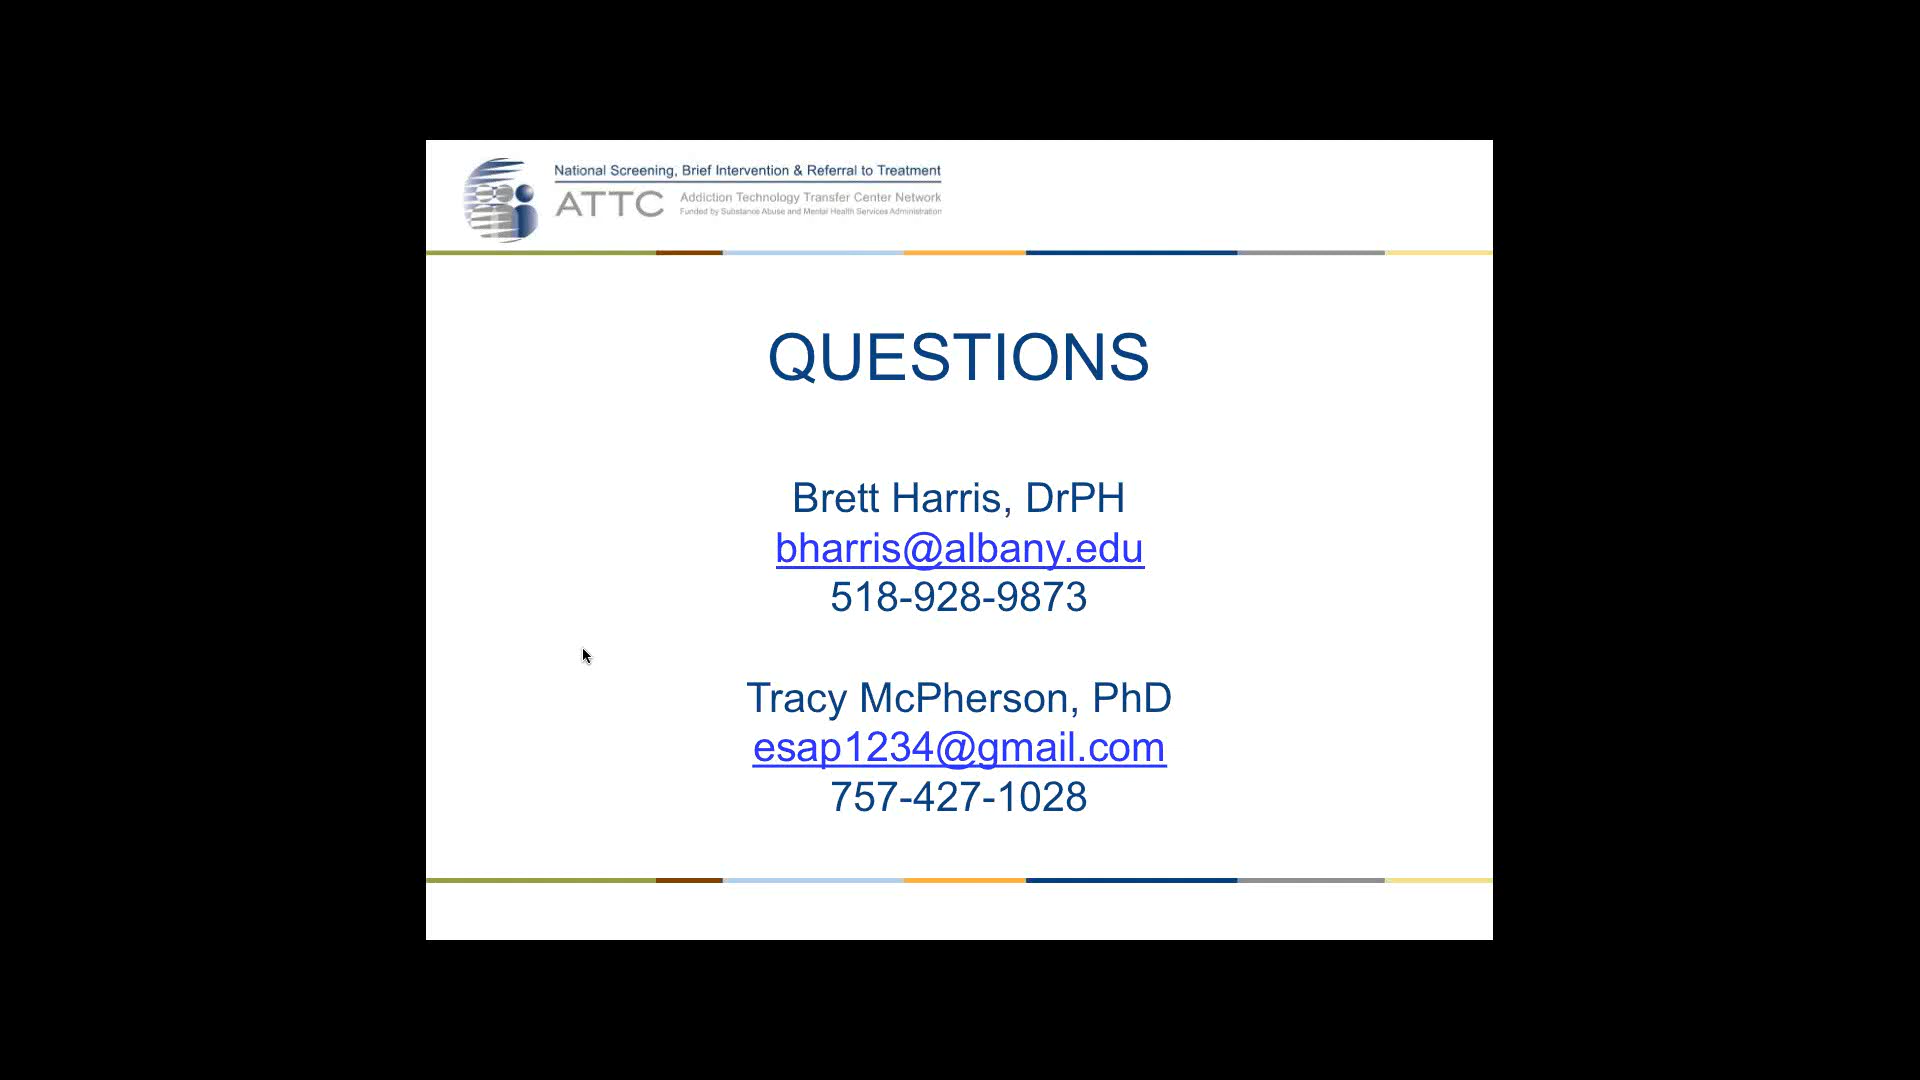 National Screening, Brief Intervention & Referral to Treatment
ATTC Addiction Technology Transfer Center Network
Funded by Substance Abuse and Mental Health Services Administration
QUESTIONS
Brett Harris, DrPH
bharris@albany.edu
518-928-9873
Tracy McPherson, PhD
esap1234@gmail.com
757-427-1028